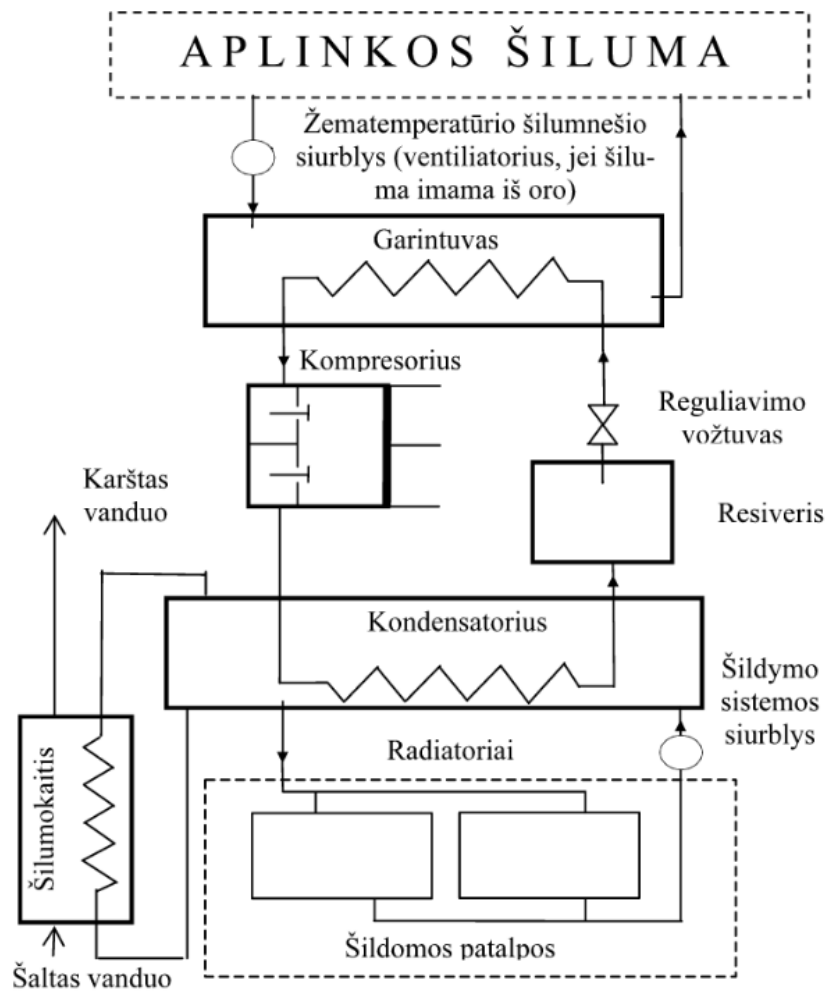 APLINKOS ŠILUMA
Žematemperatūrio šilumnešio
siurblys (ventiliatorius, jei šilu-
ma imama iš oro)
Garintuvas
Kompresorius
Reguliavimo
vožtuvas
Karštas
vanduo
Resiveris
Kondensatorius
Šildymo
sistemos
siurblys
Radiatoriai
Šilumokaitis
Šildomos patalpos
Šaltas vanduo